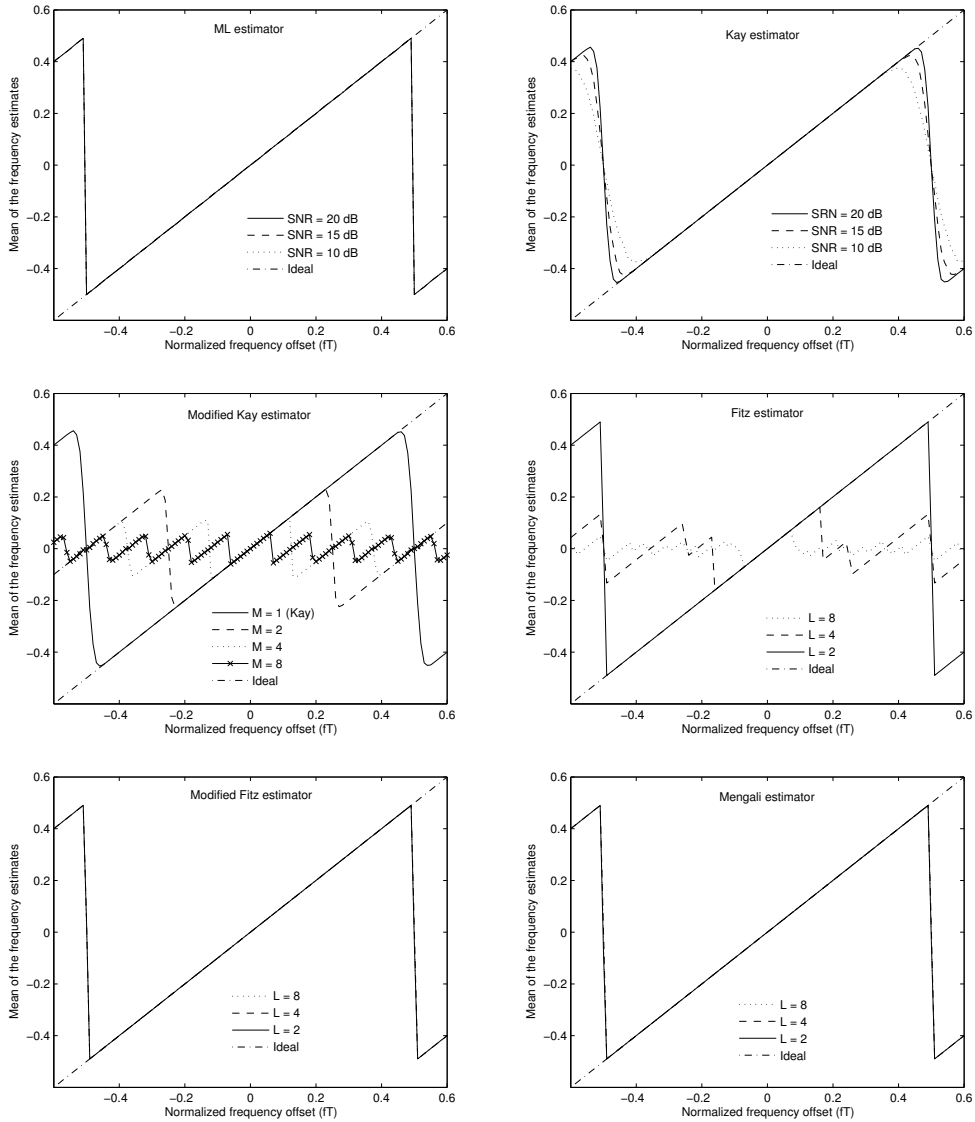 ML estimator
Mean of the frequency estimates
0.6
0.4
0.2
0
−0.2
−0.4
SNR = 20 dB
SNR = 15 dB
SNR = 10 dB
Ideal
−0.4 −0.2 0 0.2 0.4 0.6
Normalized frequency offset (fT)
Kay estimator
Mean of the frequency estimates
0.6
0.4
0.2
0
−0.2
−0.4
SRN = 20 dB
SNR = 15 dB
SNR = 10 dB
Ideal
−0.4 −0.2 0 0.2 0.4 0.6
Normalized frequency offset (fT)
Modified Kay estimator
Mean of the frequency estimates
0.6
0.4
0.2
0
−0.2
−0.4
M = 1 (Kay)
M = 2
M = 4
M = 8
Ideal
−0.4 −0.2 0 0.2 0.4 0.6
Normalized frequency offset (fT)
Fitz estimator
Mean of the frequency estimates
0.6
0.4
0.2
0
−0.2
−0.4
L = 8
L = 4
L = 2
Ideal
−0.4 −0.2 0 0.2 0.4 0.6
Normalized frequency offset (fT)
Modified Fitz estimator
Mean of the frequency estimates
0.6
0.4
0.2
0
−0.2
−0.4
L = 8
L = 4
L = 2
Ideal
−0.4 −0.2 0 0.2 0.4 0.6
Normalized frequency offset (fT)
Mengali estimator
Mean of the frequency estimates
0.6
0.4
0.2
0
−0.2
−0.4
L = 8
L = 4
L = 2
Ideal
−0.4 −0.2 0 0.2 0.4 0.6
Normalized frequency offset (fT)